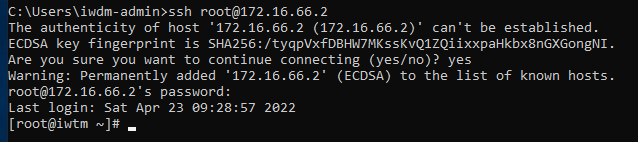 C:\Users\iwdm-admin>ssh root@172.16.66.2
The authenticity of host '172.16.66.2 (172.16.66.2)' can't be established.
ECDSA key fingerprint is SHA256:/tyqpVxfDBHW7MKssKvQ1ZQiixxpaHkbx8nGXGongNI.
Are you sure you want to continue connecting (yes/no)? yes
Warning: Permanently added '172.16.66.2' (ECDSA) to the list of known hosts.
root@172.16.66.2's password:
Last login: Sat Apr 23 09:28:57 2022
[root@iwtm ~]#